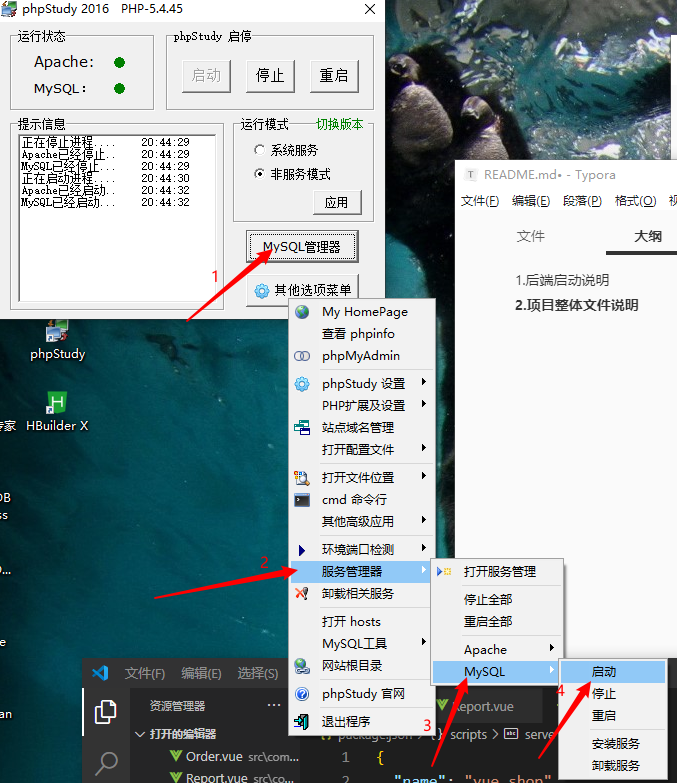 phpStudy 2016 PHP-5.4.45
运行状态
Apache:
MySQL:
phpStudy 启停
启动
停止
重启
提示信息
正在停止进程.... 20:44:29
Apache已经停止.. 20:44:29
MySQL已经停止... 20:44:29
正在启动进程.... 20:44:30
Apache已经启动.. 20:44:32
MySQL已经启动... 20:44:32
运行模式
切换版本
系统服务
非服务模式
应用
MySQL管理器
1
其他选项菜单
My HomePage
查看 phpinfo
phpMyAdmin
phpStudy 设置
PHP扩展及设置
站点域名管理
打开配置文件
打开文件位置
cmd 命令行
其他高级应用
环境端口检测
2
服务管理器
卸载相关服务
打开 hosts
MySQL工具
网站根目录
phpStudy 官网
退出程序
打开服务管理
停止全部
重启全部
Apache
MySQL
3
启动
4
停止
重启
安装服务
卸载服务
T README.md• - Typora
文件(F) 编辑(E) 段落(P) 格式(O) 视
文件 大纲
1.后端启动说明
2.项目整体文件说明
phpStudy
H
HBuilder X
专家
DB
ss
O...
e
an
文件(F) 编辑(E) 选择(S)
资源管理器 ...
打开的编辑器
Order.vue src\com...
Report.vue src\com...
Report.vue
package.json
{} scripts
abc serve
1 {
2 "name": "vue_shop"